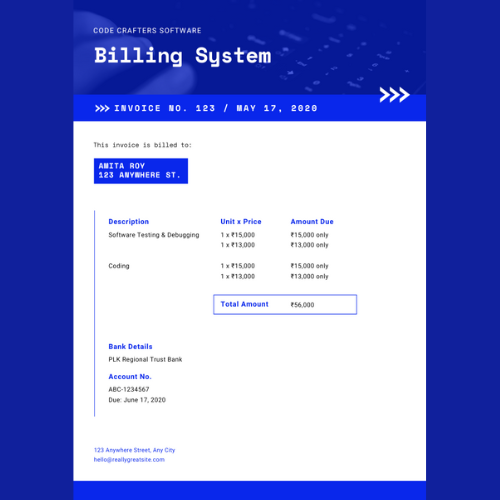 CODE CRAFTERS SOFTWARE
Billing System
INVOICE NO. 123 / MAY 17, 2020
This invoice is billed to:
AMITA ROY
123 ANYWHERE ST.
Description Unit x Price Amount Due
Software Testing & Debugging 1 x ₹15,000 ₹15,000 only
1 x ₹13,000 ₹13,000 only
Coding 1 x ₹15,000 ₹15,000 only
1 x ₹13,000 ₹13,000 only
Total Amount ₹56,000
Bank Details
PLK Regional Trust Bank
Account No.
ABC-1234567
Due: June 17, 2020
123 Anywhere Street, Any City
hello@reallygreatsite.com